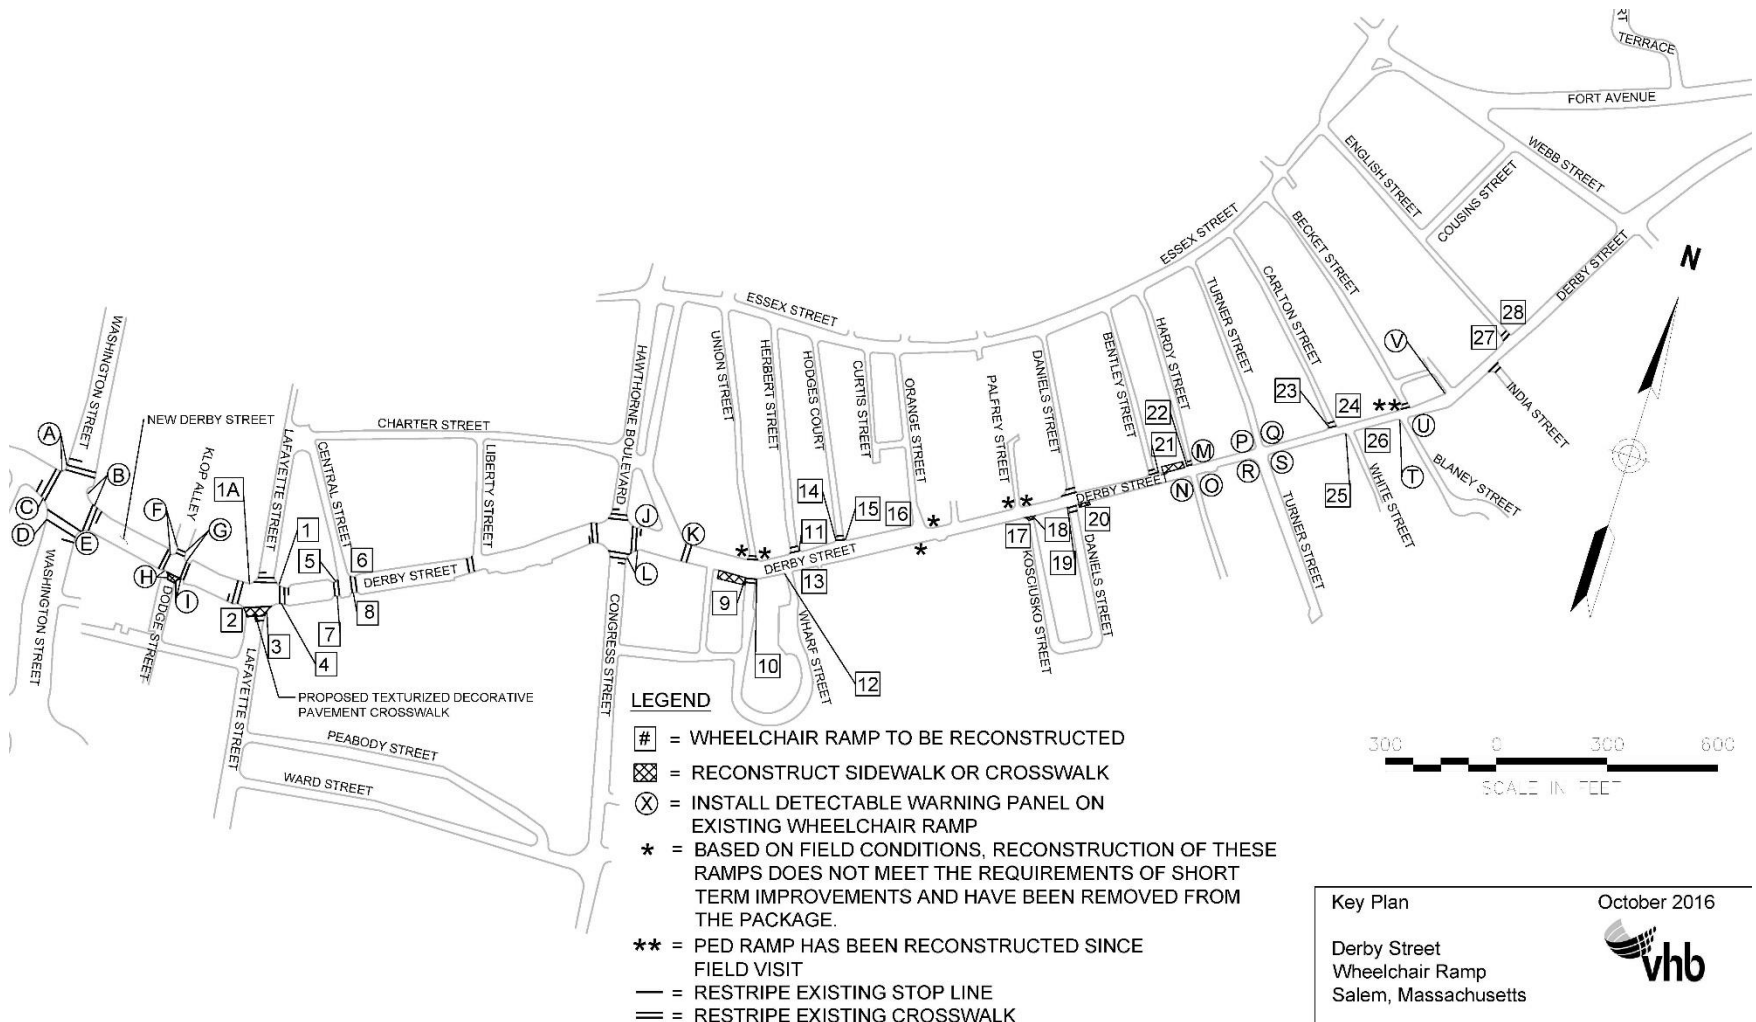 RT
TERRACE
FORT AVENUE
WEBB STREET
ENGLISH STREET
COUSINS STREET
ESSEX STREET
BECKET STREET
DERBY STREET
N
CARLTON STREET
TURNER STREET
ESSEX STREET
HARDY STREET
BENTLEY STREET
DANIELS STREET
PALFREY STREET
ORANGE STREET
CURTIS STREET
HODGES COURT
HERBERT STREET
UNION STREET
HAWTHORNE BOULEVARD
WASHINGTON STREET
NEW DERBY STREET
CHARTER STREET
LAFAYETTE STREET
CENTRAL STREET
LIBERTY STREET
KLOP ALLEY
A
B
C
D
E
F
G
H
I
1A
1
2
3
4
5
6
7
8
DERBY STREET
J
K
L
9
10
11
12
13
14
15
16
*
*
DERBY STREET
*
*
*
*
17
18
19
20
DERBY STREET
21
22
M
N
O
P
Q
R
S
23
24
25
26
**
T
U
V
27
28
INDIA STREET
BLANEY STREET
WHITE STREET
TURNER STREET
DANIELS STREET
KOSCIUSKO STREET
WHARF STREET
CONGRESS STREET
WASHINGTON STREET
DODGE STREET
LAFAYETTE STREET
PROPOSED TEXTURIZED DECORATIVE
PAVEMENT CROSSWALK
PEABODY STREET
WARD STREET
LEGEND
# = WHEELCHAIR RAMP TO BE RECONSTRUCTED
= RECONSTRUCT SIDEWALK OR CROSSWALK
X = INSTALL DETECTABLE WARNING PANEL ON
EXISTING WHEELCHAIR RAMP
* = BASED ON FIELD CONDITIONS, RECONSTRUCTION OF THESE
RAMPS DOES NOT MEET THE REQUIREMENTS OF SHORT
TERM IMPROVEMENTS AND HAVE BEEN REMOVED FROM
THE PACKAGE.
** = PED RAMP HAS BEEN RECONSTRUCTED SINCE
FIELD VISIT
= RESTRIPE EXISTING STOP LINE
= RESTRIPE EXISTING CROSSWALK
300 0 300 600
SCALE IN FEET
Key Plan October 2016
Derby Street
Wheelchair Ramp
Salem, Massachusetts
vhb